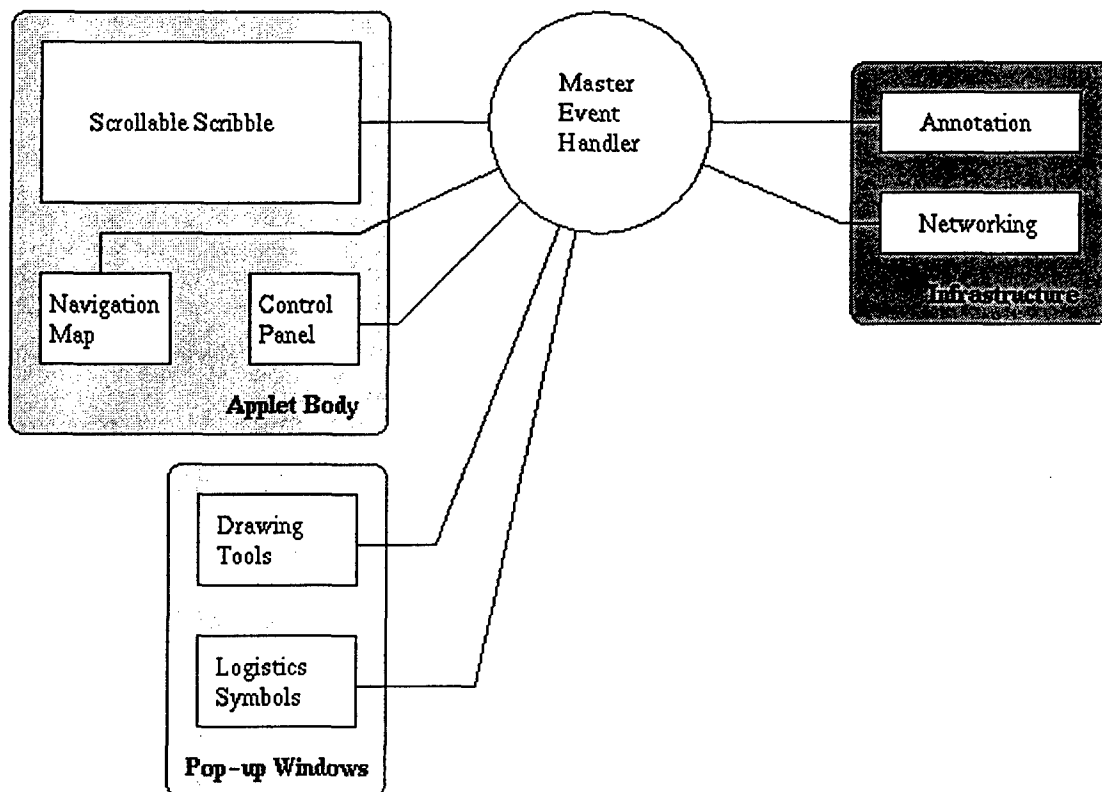 Scrollable Scribble
Master
Event
Handler
Annotation
Networking
Infrastructure
Navigation
Map
Control
Panel
Applet Body
Drawing
Tools
Logistics
Symbols
Pop-up Windows